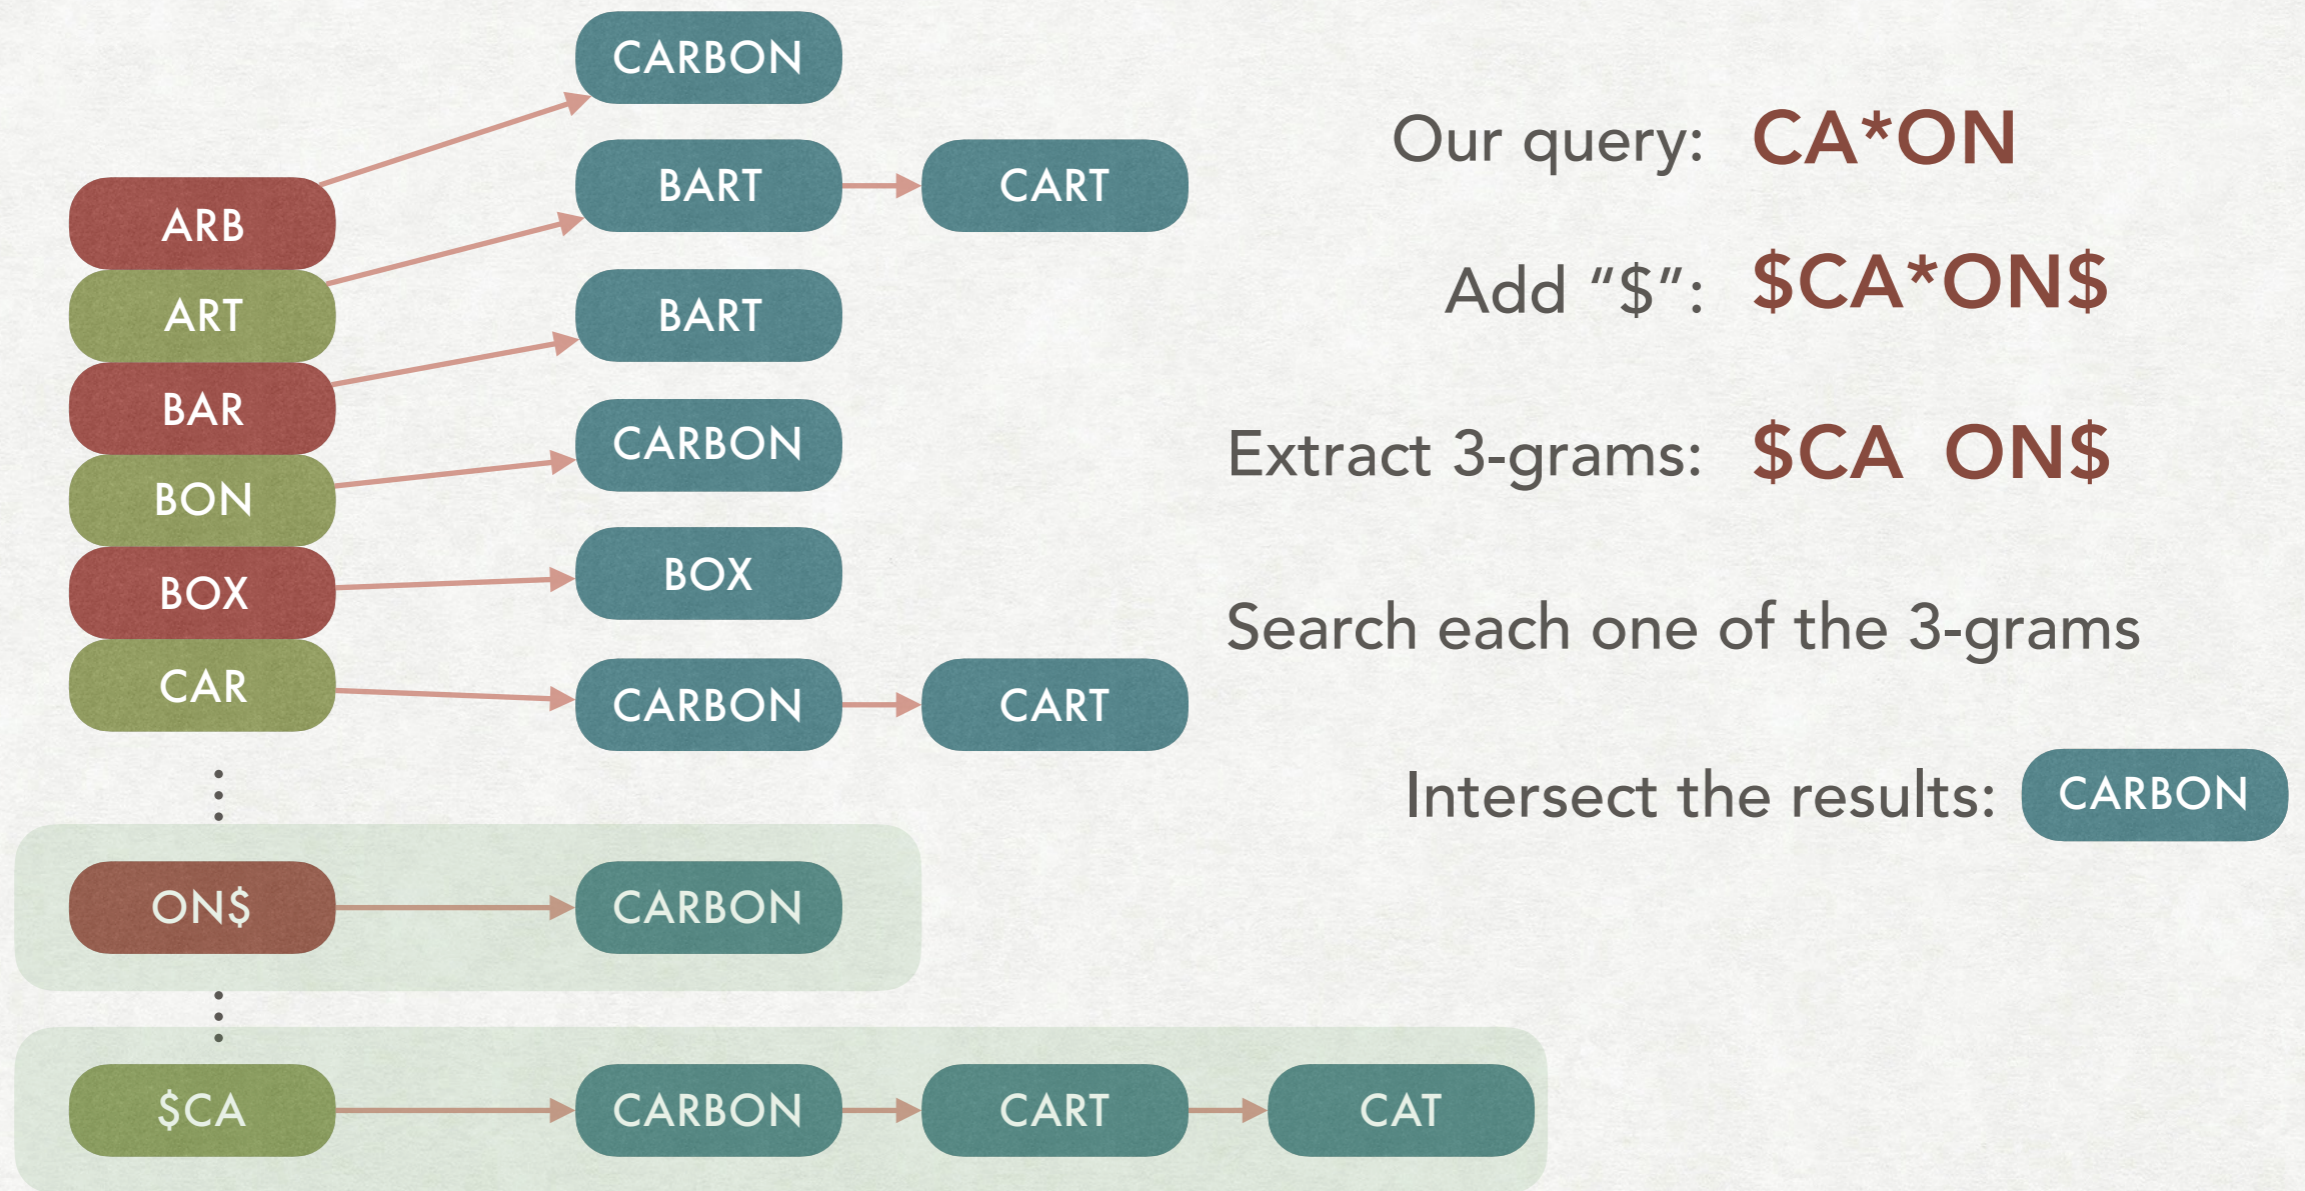 CARBON
ARB
BART CART
ART
BART
BAR
CARBON
BON
BOX
BOX
CAR
CARBON CART
ON$ CARBON
$CA CARBON CART CAT
Our query: CA*ON
Add "$": $CA*ON$
Extract 3-grams: $CA ON$
Search each one of the 3-grams
Intersect the results: CARBON